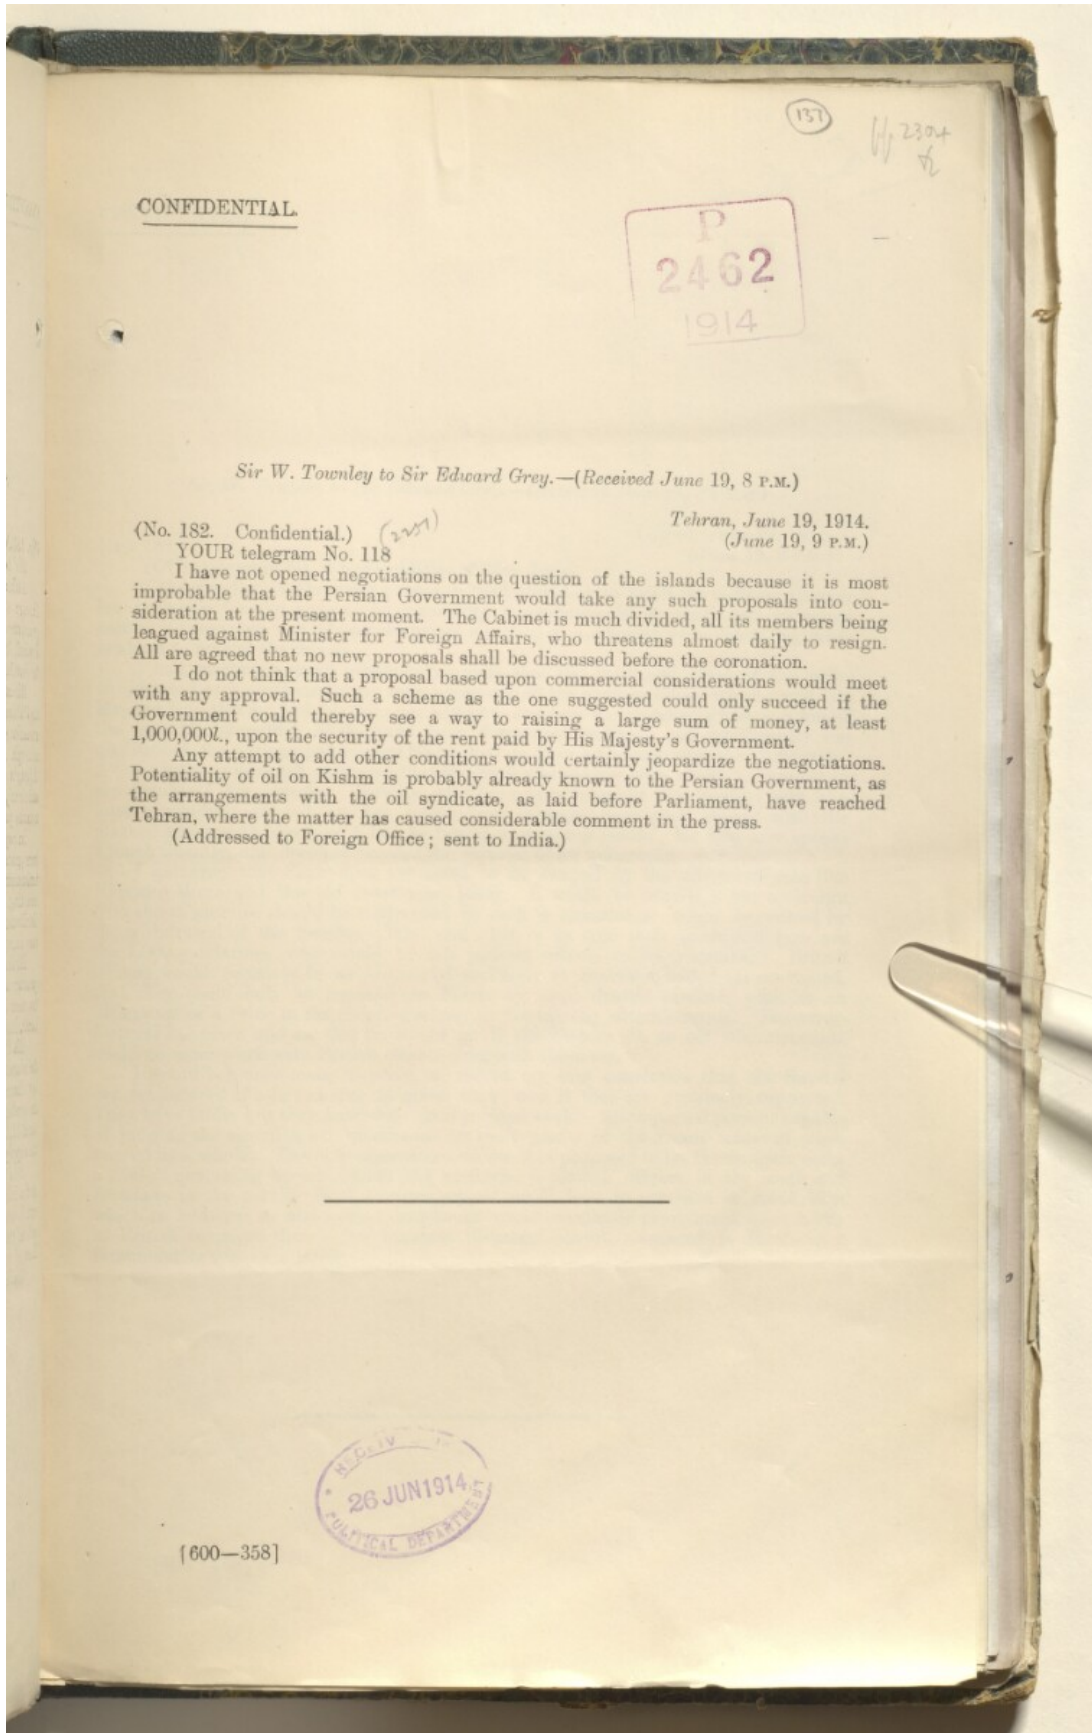 137
2304
CONFIDENTIAL.
P
2462
1914
Sir W. Townley to Sir Edward Grey.—(Received June 19, 8 P.M.)
(No. 182. Confidential.) (2251)
Tehran, June 19, 1914.
(June 19, 9 P.M.)
YOUR telegram No. 118
I have not opened negotiations on the question of the islands because it is most
improbable that the Persian Government would take any such proposals into con-
sideration at the present moment. The Cabinet is much divided, all its members being
leagued against Minister for Foreign Affairs, who threatens almost daily to resign.
All are agreed that no new proposals shall be discussed before the coronation.
I do not think that a proposal based upon commercial considerations would meet
with any approval. Such a scheme as the one suggested could only succeed if the
Government could thereby see a way to raising a large sum of money, at least
1,000,000l., upon the security of the rent paid by His Majesty's Government.
Any attempt to add other conditions would certainly jeopardize the negotiations.
Potentiality of oil on Kishm is probably already known to the Persian Government, as
the arrangements with the oil syndicate, as laid before Parliament, have reached
Tehran, where the matter has caused considerable comment in the press.
(Addressed to Foreign Office; sent to India.)
26 JUN 1914
POLITICAL DEPARTMENT
[600—358]